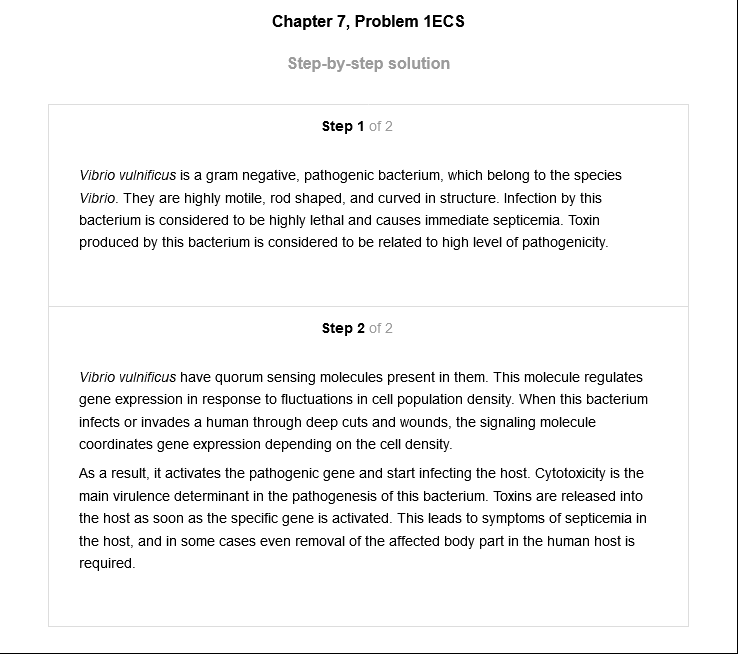 Chapter 7, Problem 1ECS
Step-by-step solution
Step 1 of 2
Vibrio vulnificus is a gram negative, pathogenic bacterium, which belong to the species
Vibrio. They are highly motile, rod shaped, and curved in structure. Infection by this
bacterium is considered to be highly lethal and causes immediate septicemia. Toxin
produced by this bacterium is considered to be related to high level of pathogenicity.
Step 2 of 2
Vibrio vulnificus have quorum sensing molecules present in them. This molecule regulates
gene expression in response to fluctuations in cell population density. When this bacterium
infects or invades a human through deep cuts and wounds, the signaling molecule
coordinates gene expression depending on the cell density.
As a result, it activates the pathogenic gene and start infecting the host. Cytotoxicity is the
main virulence determinant in the pathogenesis of this bacterium. Toxins are released into
the host as soon as the specific gene is activated. This leads to symptoms of septicemia in
the host, and in some cases even removal of the affected body part in the human host is
required.